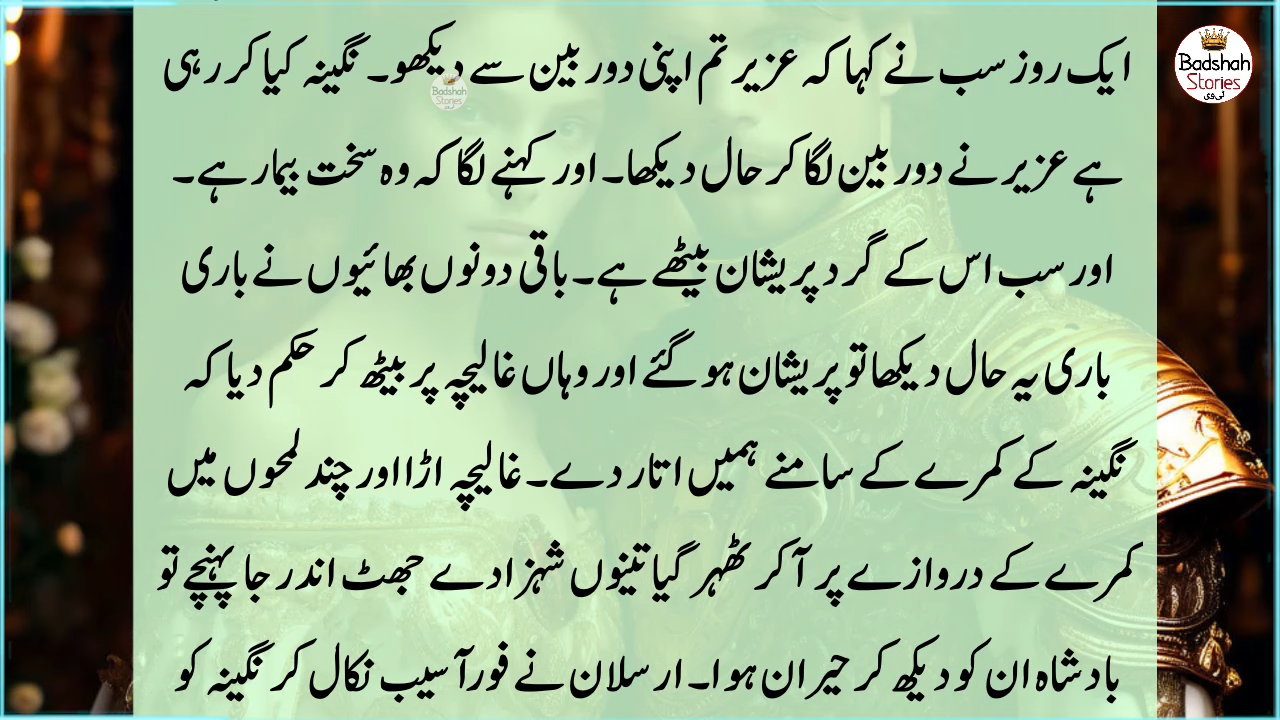 ایک روز سب نے کہا کہ عزیر تم اپنی دور بین سے دیکھو۔ نگینہ کیا کر رہی
ہے عزیر نے دور بین لگا کر حال دیکھا۔ اور کہنے لگا کہ وہ سخت بیمار ہے۔
اور سب اس کے گرد پریشان بیٹھے ہے۔ باقی دونوں بھائیوں نے باری
باری یہ حال دیکھا تو پریشان ہو گئے اور وہاں غالیچہ پر بیٹھ کر حکم دیا کہ
نگینہ کے کمرے کے سامنے ہمیں اتار دے۔ غالیچہ اڑا اور چند لمحوں میں
کمرے کے دروازے پر آ کر ٹھہر گیا تینوں شہزادے جھٹ اندر جا پہنچے تو
بادشاہ ان کو دیکھ کر حیران ہوا۔ ارسلان نے فورآ سیب نکال کر نگینہ کو
Badshah
Stories
ٹی وی
Badshah
Stories